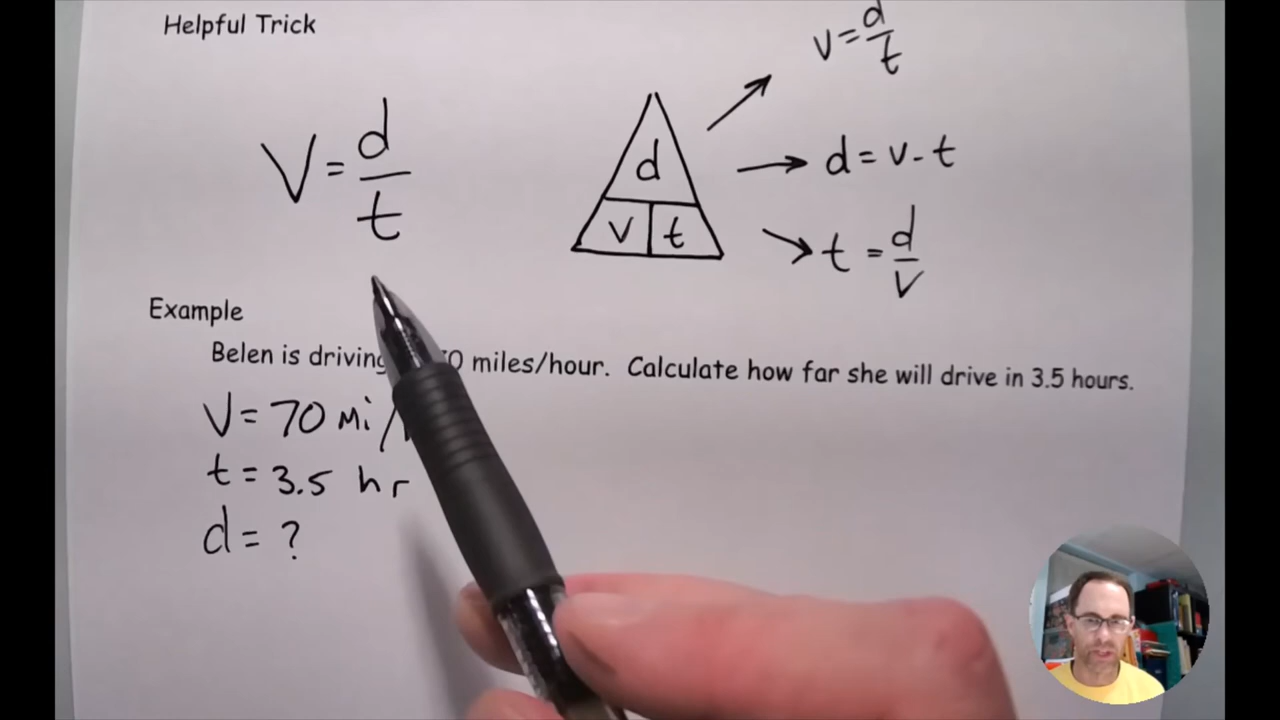 Helpful Trick
v = d/t
V = d/t
d
v t
d = v · t
t = d/v
Example
Belen is driving 0 miles/hour. Calculate how far she will drive in 3.5 hours.
V = 70 mi/
t = 3.5 hr
d = ?